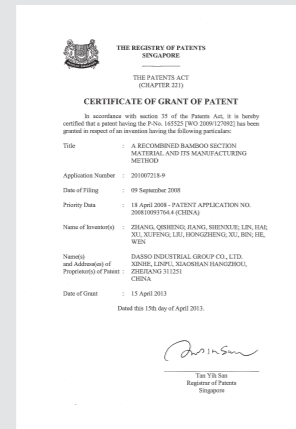 THE REGISTRY OF PATENTS
SINGAPORE
THE PATENTS ACT
(CHAPTER 221)
CERTIFICATE OF GRANT OF PATENT
In accordance with section 35 of the Patents Act, it is hereby
certified that a patent having the P-No. 165525 [WO 2009/127092] has been
granted in respect of an invention having the following particulars:
Title : A RECOMBINED BAMBOO SECTION
MATERIAL AND ITS MANUFACTURING
METHOD
Application Number : 201007218-9
Date of Filing : 09 September 2008
Priority Data : 18 April 2008 - PATENT APPLICATION NO.
200810093764.4 (CHINA)
Name of Inventor(s) : ZHANG, QISHENG; JIANG, SHENXUE; LIN, HAI;
XU, XUFENG; LIU, HONGZHENG, XU, BIN; HE,
WEN
Name(s) : DASSO INDUSTRIAL GROUP CO., LTD.
and Address(es) of XINHE, LINPU, XIAOSHAN HANGZHOU,
Proprietor(s) of Patent : ZHEJIANG 311251
CHINA
Date of Grant : 15 April 2013
Dated this 15th day of April 2013.
Tan Yih San
Registrar of Patents
Singapore